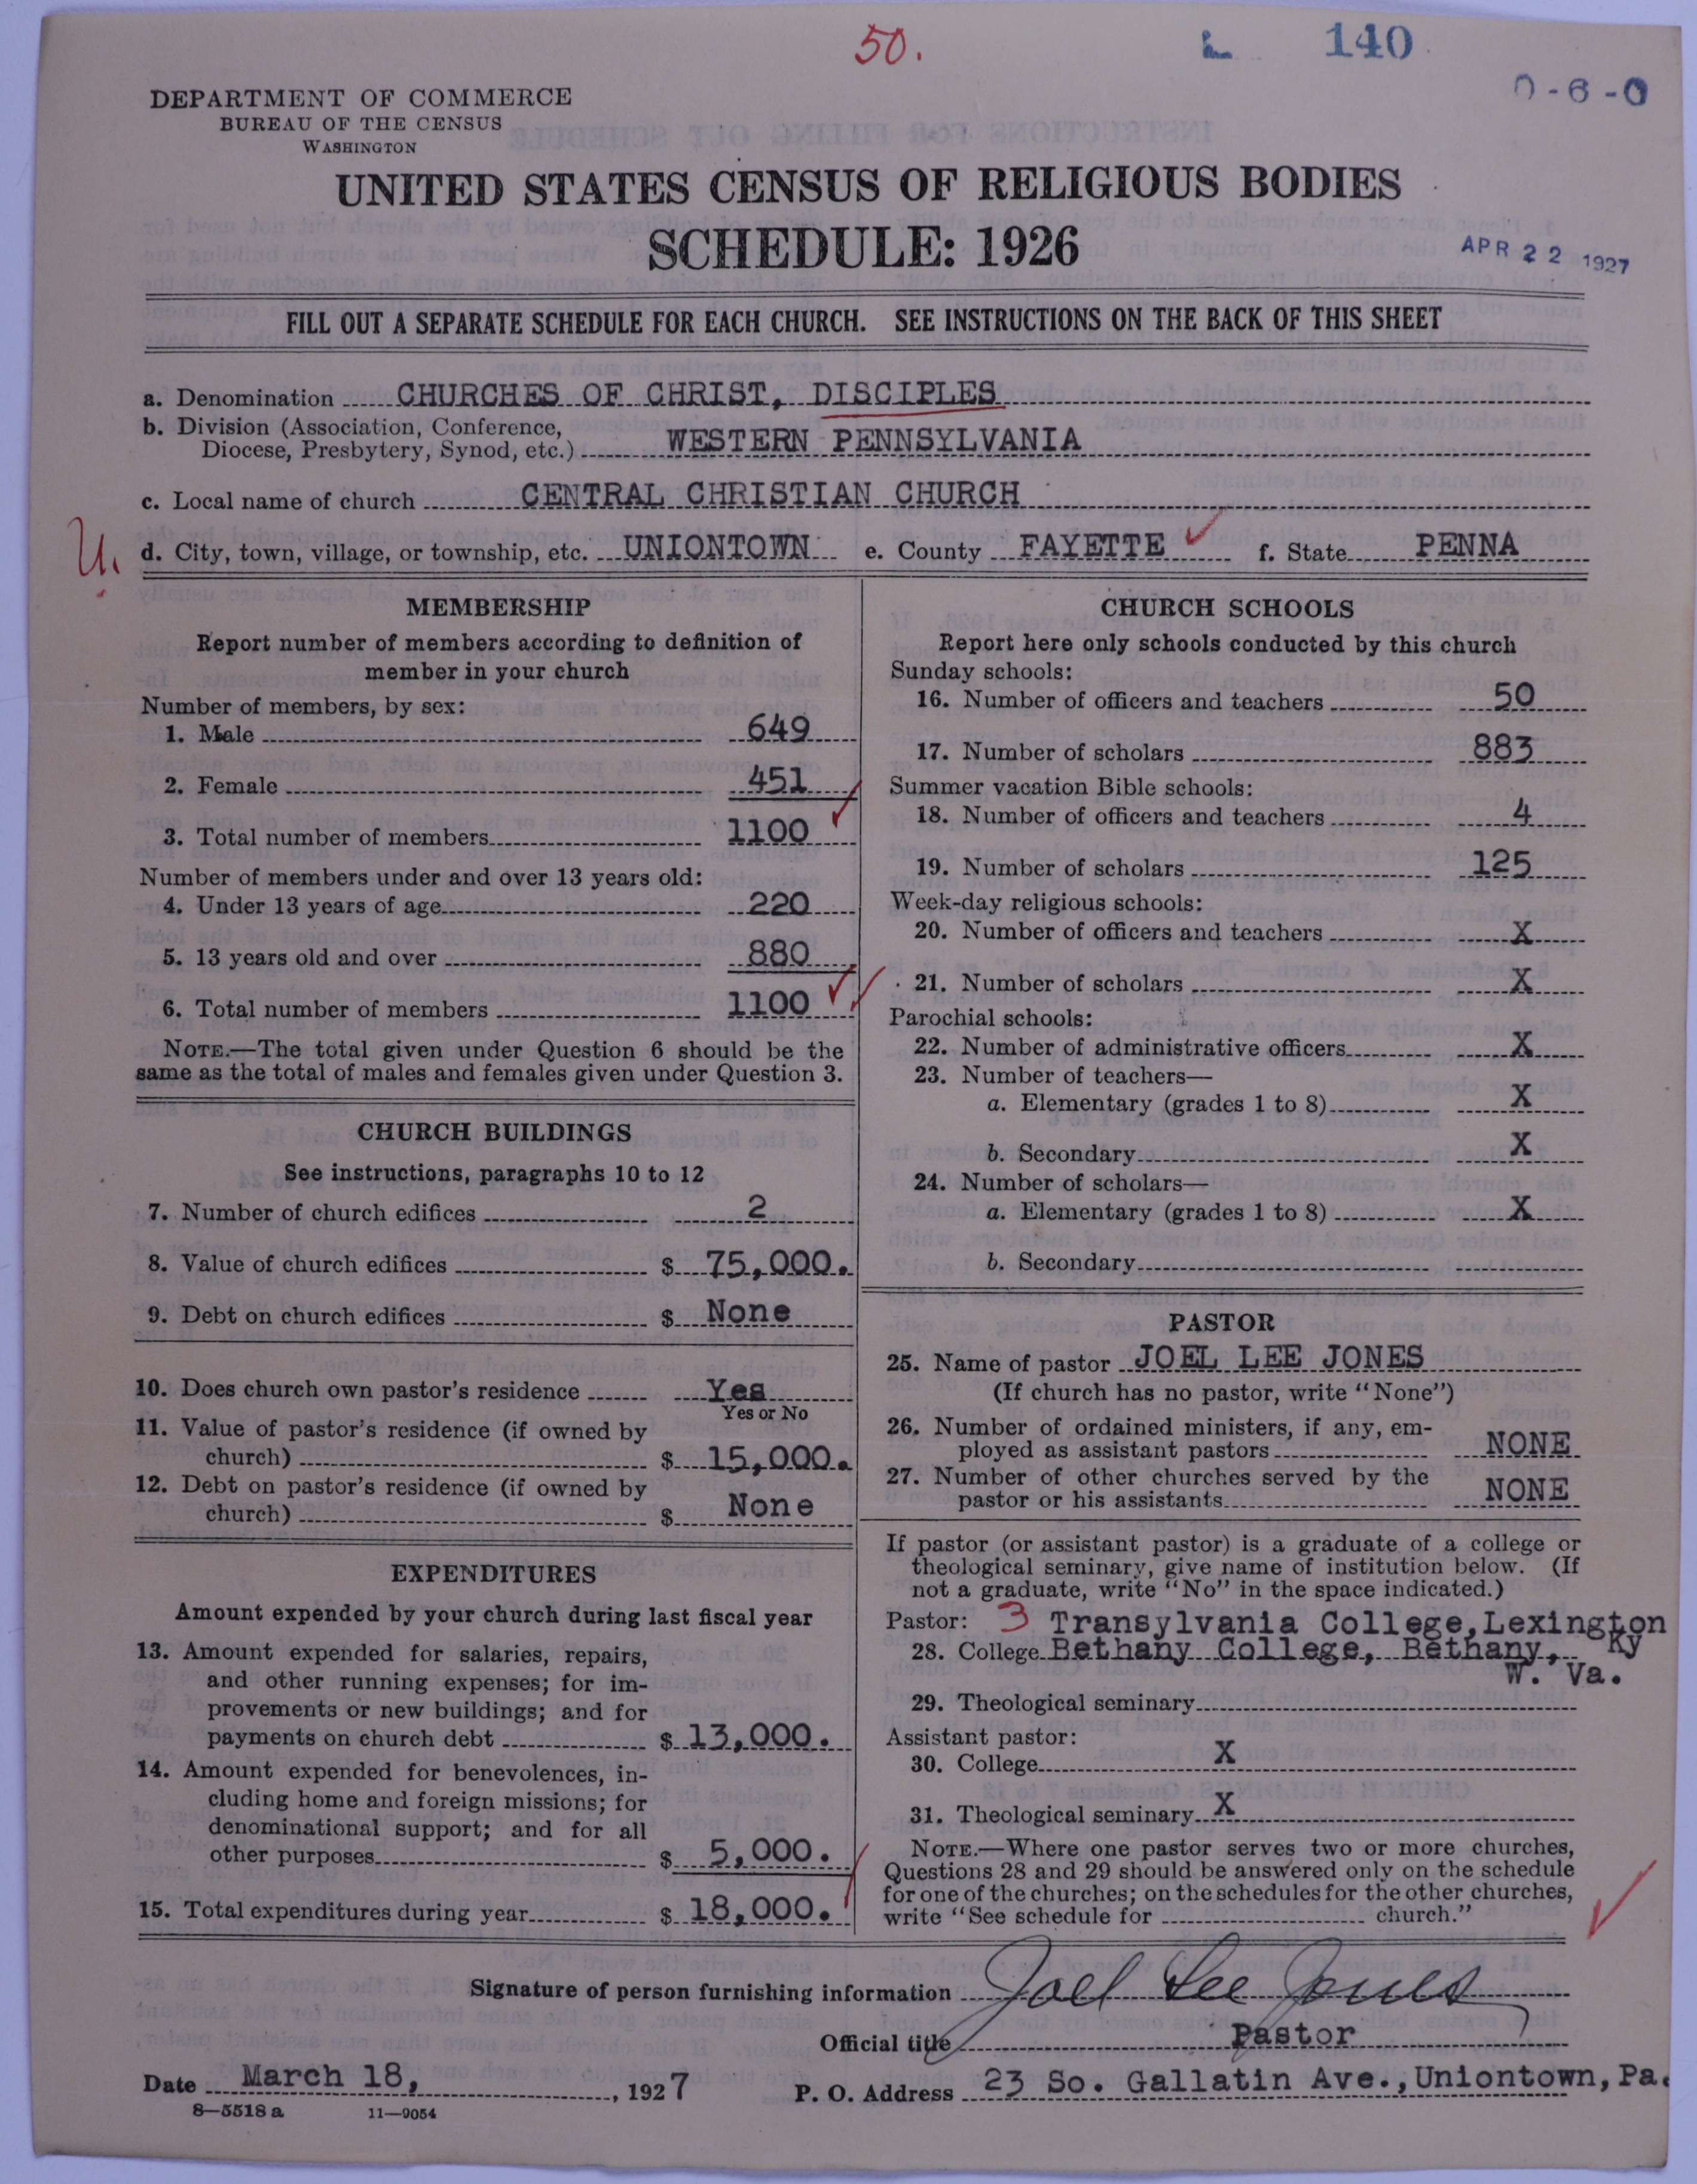 50.
140
0-6-0
DEPARTMENT OF COMMERCE
BUREAU OF THE CENSUS
WASHINGTON
UNITED STATES CENSUS OF RELIGIOUS BODIES
SCHEDULE: 1926
APR 22 1927
FILL OUT A SEPARATE SCHEDULE FOR EACH CHURCH. SEE INSTRUCTIONS ON THE BACK OF THIS SHEET
a. Denomination CHURCHES OF CHRIST, DISCIPLES
b. Division (Association, Conference,
Diocese, Presbytery, Synod, etc.) WESTERN PENNSYLVANIA
c. Local name of church CENTRAL CHRISTIAN CHURCH
U. d. City, town, village, or township, etc. UNIONTOWN e. County FAYETTE f. State PENNA
MEMBERSHIP
Report number of members according to definition of
member in your church
Number of members, by sex:
1. Male 649
2. Female 451
3. Total number of members 1100
Number of members under and over 13 years old:
4. Under 13 years of age 220
5. 13 years old and over 880
6. Total number of members 1100
NOTE.—The total given under Question 6 should be the
same as the total of males and females given under Question 3.
CHURCH BUILDINGS
See instructions, paragraphs 10 to 12
7. Number of church edifices 2
8. Value of church edifices $ 75,000.
9. Debt on church edifices $ None
10. Does church own pastor's residence Yes
Yes or No
11. Value of pastor's residence (if owned by
church) $ 15,000.
12. Debt on pastor's residence (if owned by
church) $ None
EXPENDITURES
Amount expended by your church during last fiscal year
13. Amount expended for salaries, repairs,
and other running expenses; for im-
provements or new buildings; and for
payments on church debt $ 13,000.
14. Amount expended for benevolences, in-
cluding home and foreign missions; for
denominational support; and for all
other purposes $ 5,000.
15. Total expenditures during year $ 18,000.
CHURCH SCHOOLS
Report here only schools conducted by this church
Sunday schools:
16. Number of officers and teachers 50
17. Number of scholars 883
Summer vacation Bible schools:
18. Number of officers and teachers 4
19. Number of scholars 125
Week-day religious schools:
20. Number of officers and teachers X
21. Number of scholars X
Parochial schools:
22. Number of administrative officers X
23. Number of teachers—
a. Elementary (grades 1 to 8) X
b. Secondary X
24. Number of scholars—
a. Elementary (grades 1 to 8) X
b. Secondary
PASTOR
25. Name of pastor JOEL LEE JONES
(If church has no pastor, write "None")
26. Number of ordained ministers, if any, em-
ployed as assistant pastors NONE
27. Number of other churches served by the
pastor or his assistants NONE
If pastor (or assistant pastor) is a graduate of a college or
theological seminary, give name of institution below. (If
not a graduate, write "No" in the space indicated.)
Pastor: 3 Transylvania College, Lexington
Ky
28. College Bethany College, Bethany,
W. Va.
29. Theological seminary
Assistant pastor:
30. College X
31. Theological seminary X
NOTE.—Where one pastor serves two or more churches,
Questions 28 and 29 should be answered only on the schedule
for one of the churches; on the schedules for the other churches,
write "See schedule for church."
Signature of person furnishing information Joel Lee Jones
Official title Pastor
Date March 18, 1927 P. O. Address 23 So. Gallatin Ave., Uniontown, Pa.
8—5518 a 11—9054